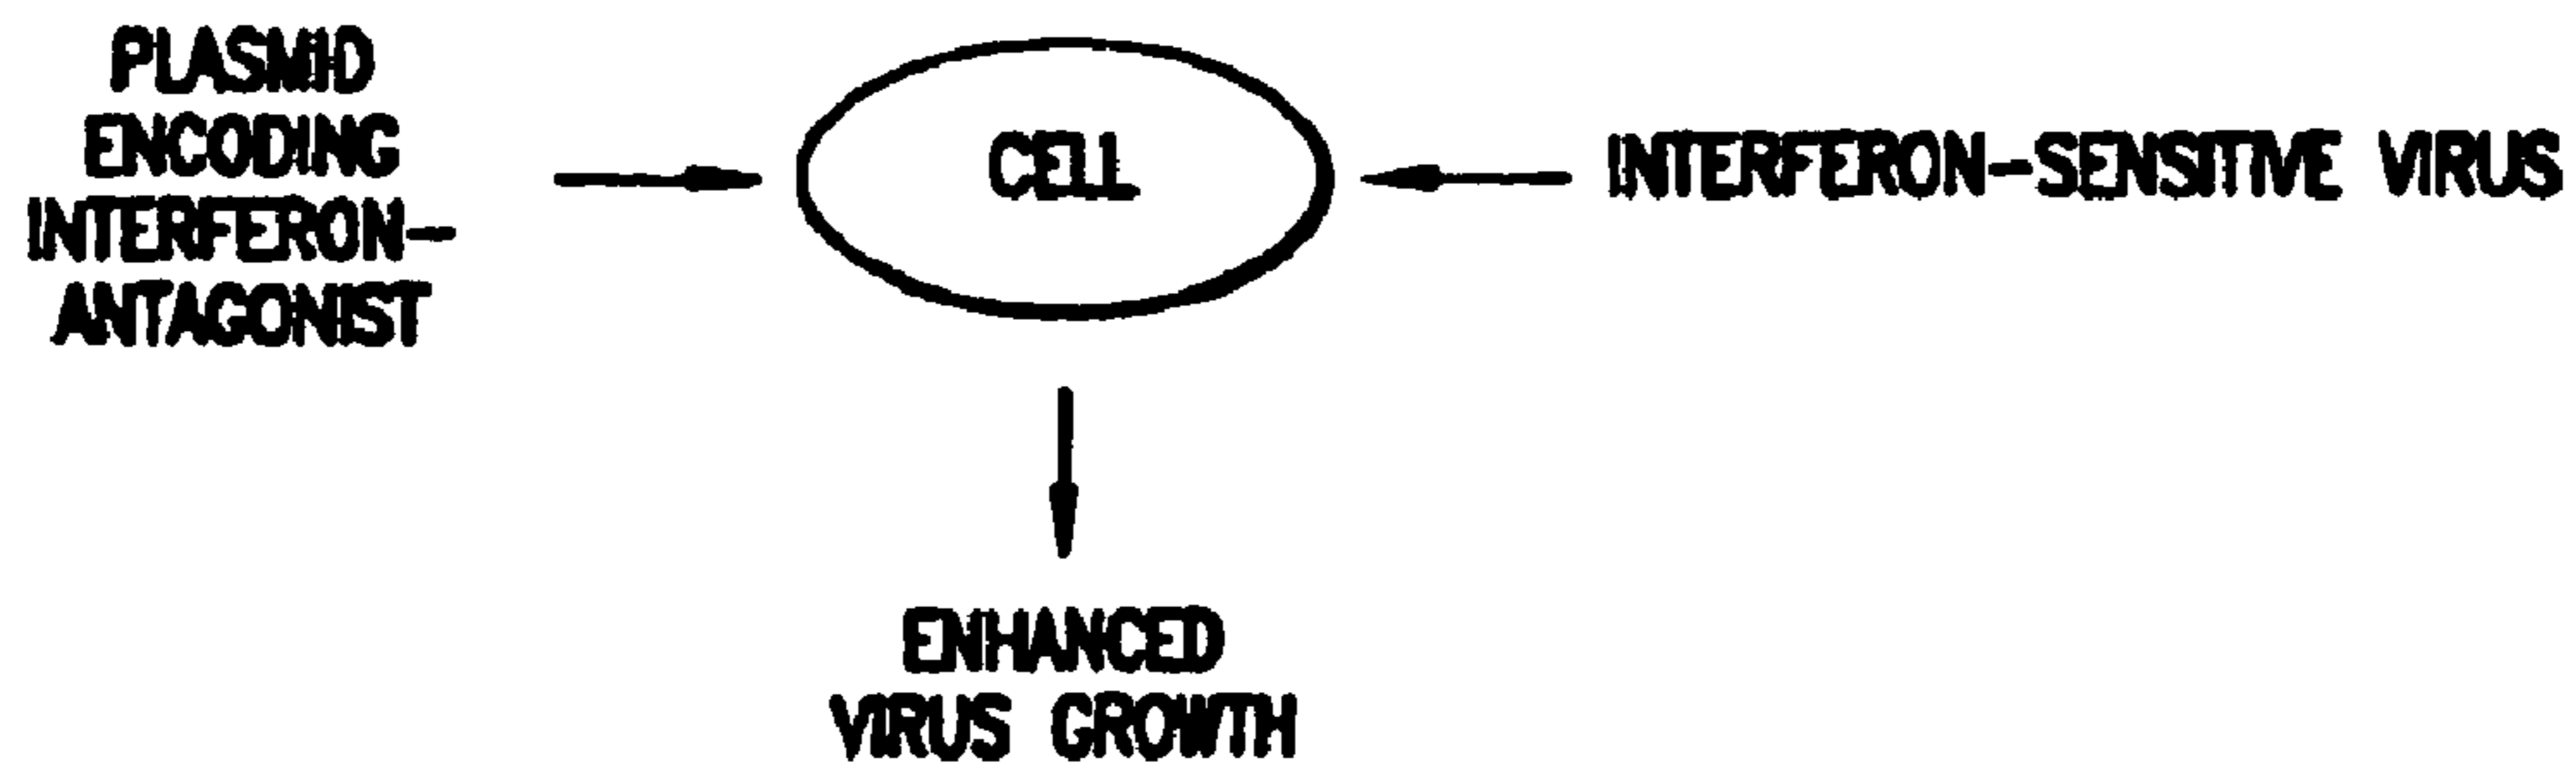 PLASMID
ENCODING
INTERFERON-
ANTAGONIST
CELL
INTERFERON-SENSITIVE VIRUS
ENHANCED
VIRUS GROWTH